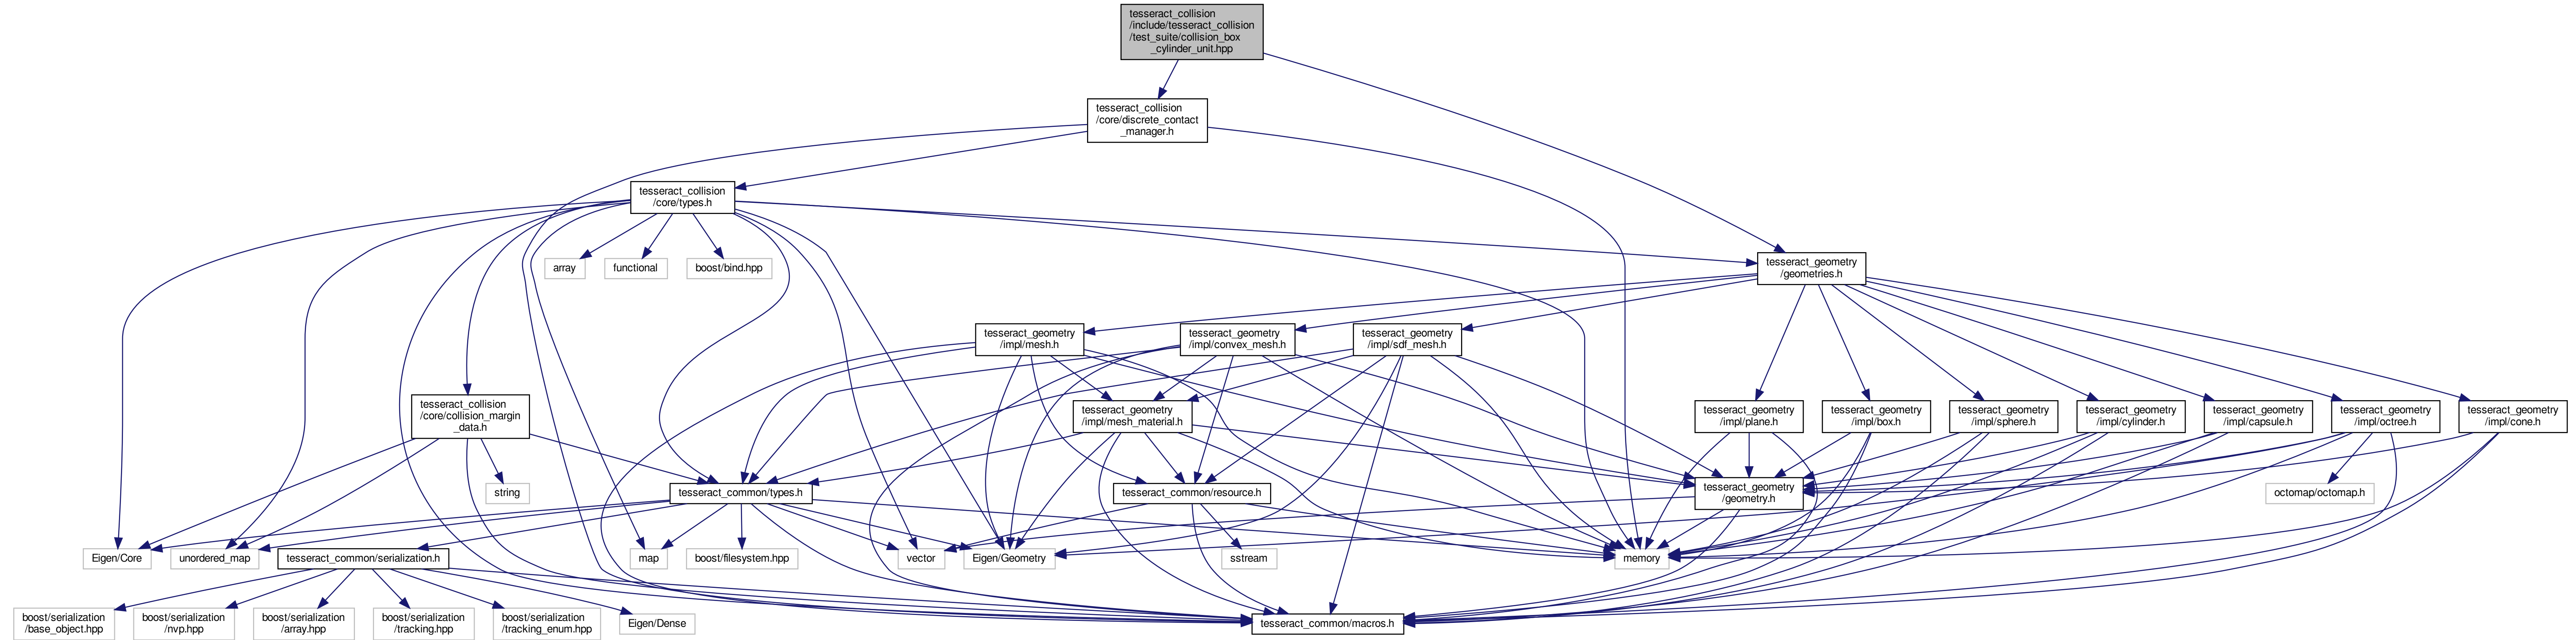 tesseract_collision
/include/tesseract_collision
/test_suite/collision_box
_cylinder_unit.hpp
tesseract_collision
/core/discrete_contact
_manager.h
tesseract_collision
/core/types.h
array
functional
boost/bind.hpp
tesseract_geometry
/geometries.h
tesseract_geometry
/impl/mesh.h
tesseract_geometry
/impl/convex_mesh.h
tesseract_geometry
/impl/sdf_mesh.h
tesseract_collision
/core/collision_margin
_data.h
tesseract_geometry
/impl/mesh_material.h
tesseract_geometry
/impl/plane.h
tesseract_geometry
/impl/box.h
tesseract_geometry
/impl/sphere.h
tesseract_geometry
/impl/cylinder.h
tesseract_geometry
/impl/capsule.h
tesseract_geometry
/impl/octree.h
tesseract_geometry
/impl/cone.h
string
tesseract_common/types.h
tesseract_common/resource.h
tesseract_geometry
/geometry.h
octomap/octomap.h
Eigen/Core
unordered_map
tesseract_common/serialization.h
map
boost/filesystem.hpp
vector
Eigen/Geometry
sstream
memory
boost/serialization
/base_object.hpp
boost/serialization
/nvp.hpp
boost/serialization
/array.hpp
boost/serialization
/tracking.hpp
boost/serialization
/tracking_enum.hpp
Eigen/Dense
tesseract_common/macros.h